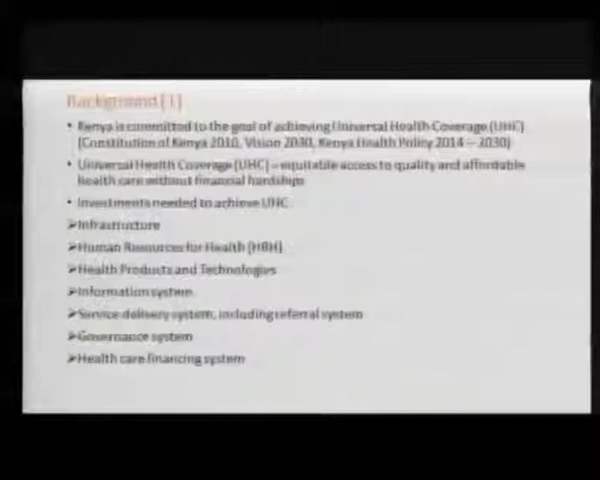 Background (1)
• Kenya is committed to the goal of achieving Universal Health Coverage (UHC)
(Constitution of Kenya 2010, Vision 2030, Kenya Health Policy 2014 – 2030)
• Universal Health Coverage (UHC) – equitable access to quality and affordable
health care without financial hardships
• Investments needed to achieve UHC
➢Infrastructure
➢Human Resources for Health (HRH)
➢Health Products and Technologies
➢Information system
➢Service delivery system, including referral system
➢Governance system
➢Health care financing system